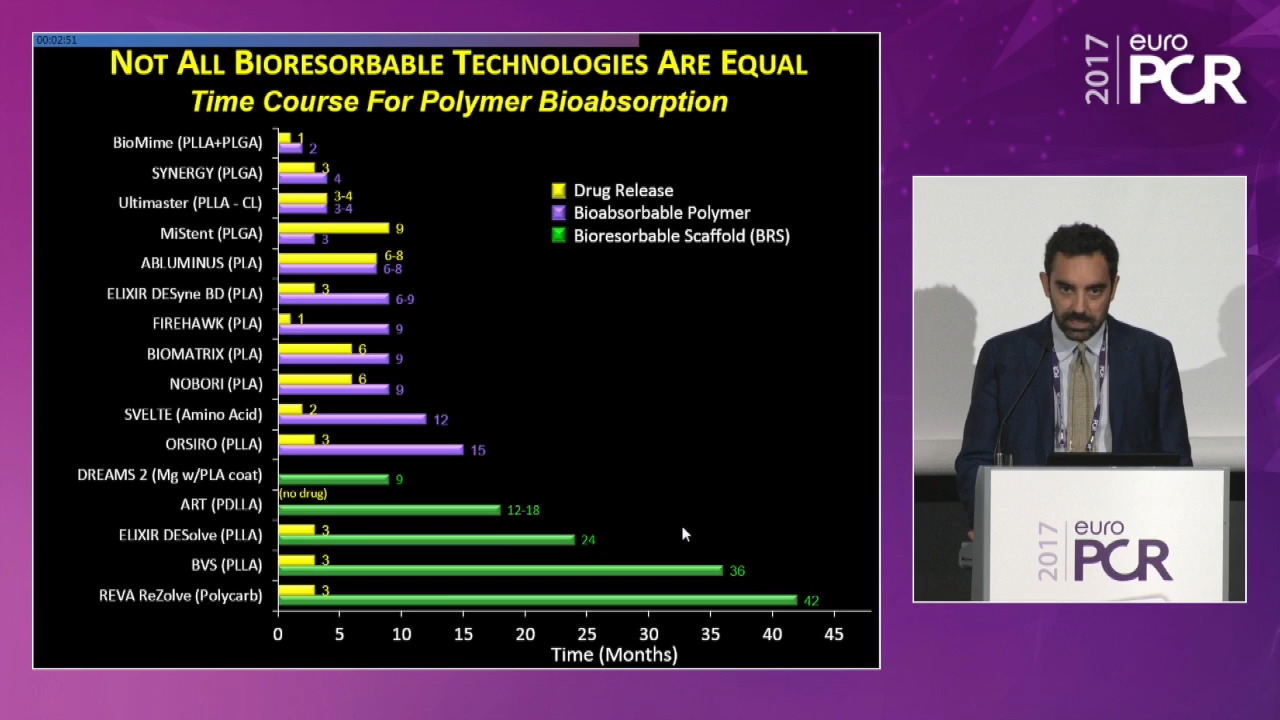 00:02:51
NOT ALL BIORESORBABLE TECHNOLOGIES ARE EQUAL
Time Course For Polymer Bioabsorption
BioMime (PLLA+PLGA) 1 2
SYNERGY (PLGA) 3 4
Ultimaster (PLLA - CL) 3-4 3-4
MiStent (PLGA) 9 3
ABLUMINUS (PLA) 6-8 6-8
ELIXIR DESyne BD (PLA) 3 6-9
FIREHAWK (PLA) 1 9
BIOMATRIX (PLA) 6 9
NOBORI (PLA) 6 9
SVELTE (Amino Acid) 2 12
ORSIRO (PLLA) 3 15
DREAMS 2 (Mg w/PLA coat) 9
ART (PDLLA) (no drug) 12-18
ELIXIR DESolve (PLLA) 3 24
BVS (PLLA) 3 36
REVA ReZolve (Polycarb) 3 42
Drug Release
Bioabsorbable Polymer
Bioresorbable Scaffold (BRS)
0 5 10 15 20 25 30 35 40 45
Time (Months)
2017 euro PCR
2017 euro PCR